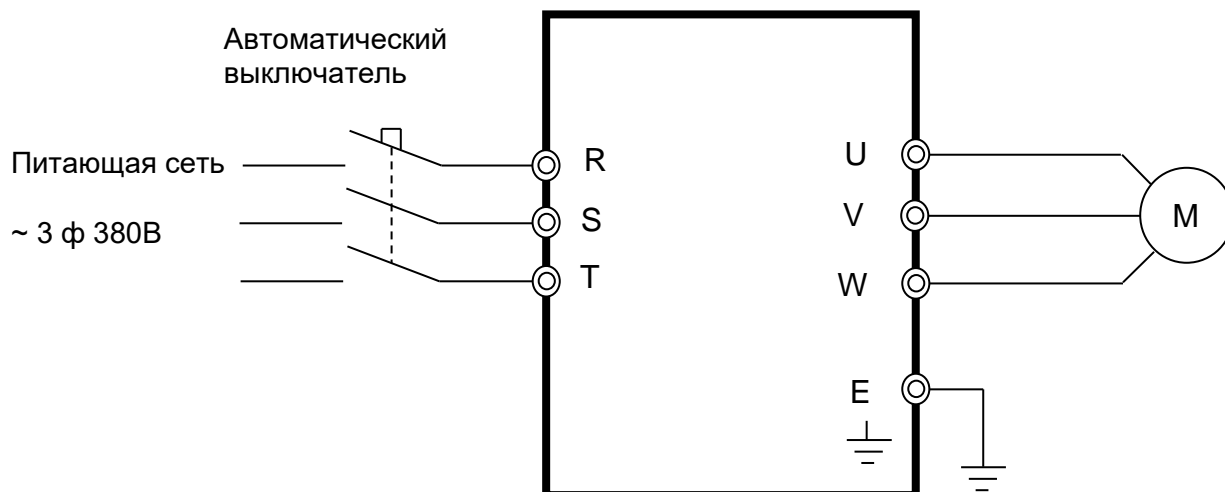 Автоматический
выключатель
Питающая сеть
~ 3 ф 380В
R
S
T
U
V
W
E
M